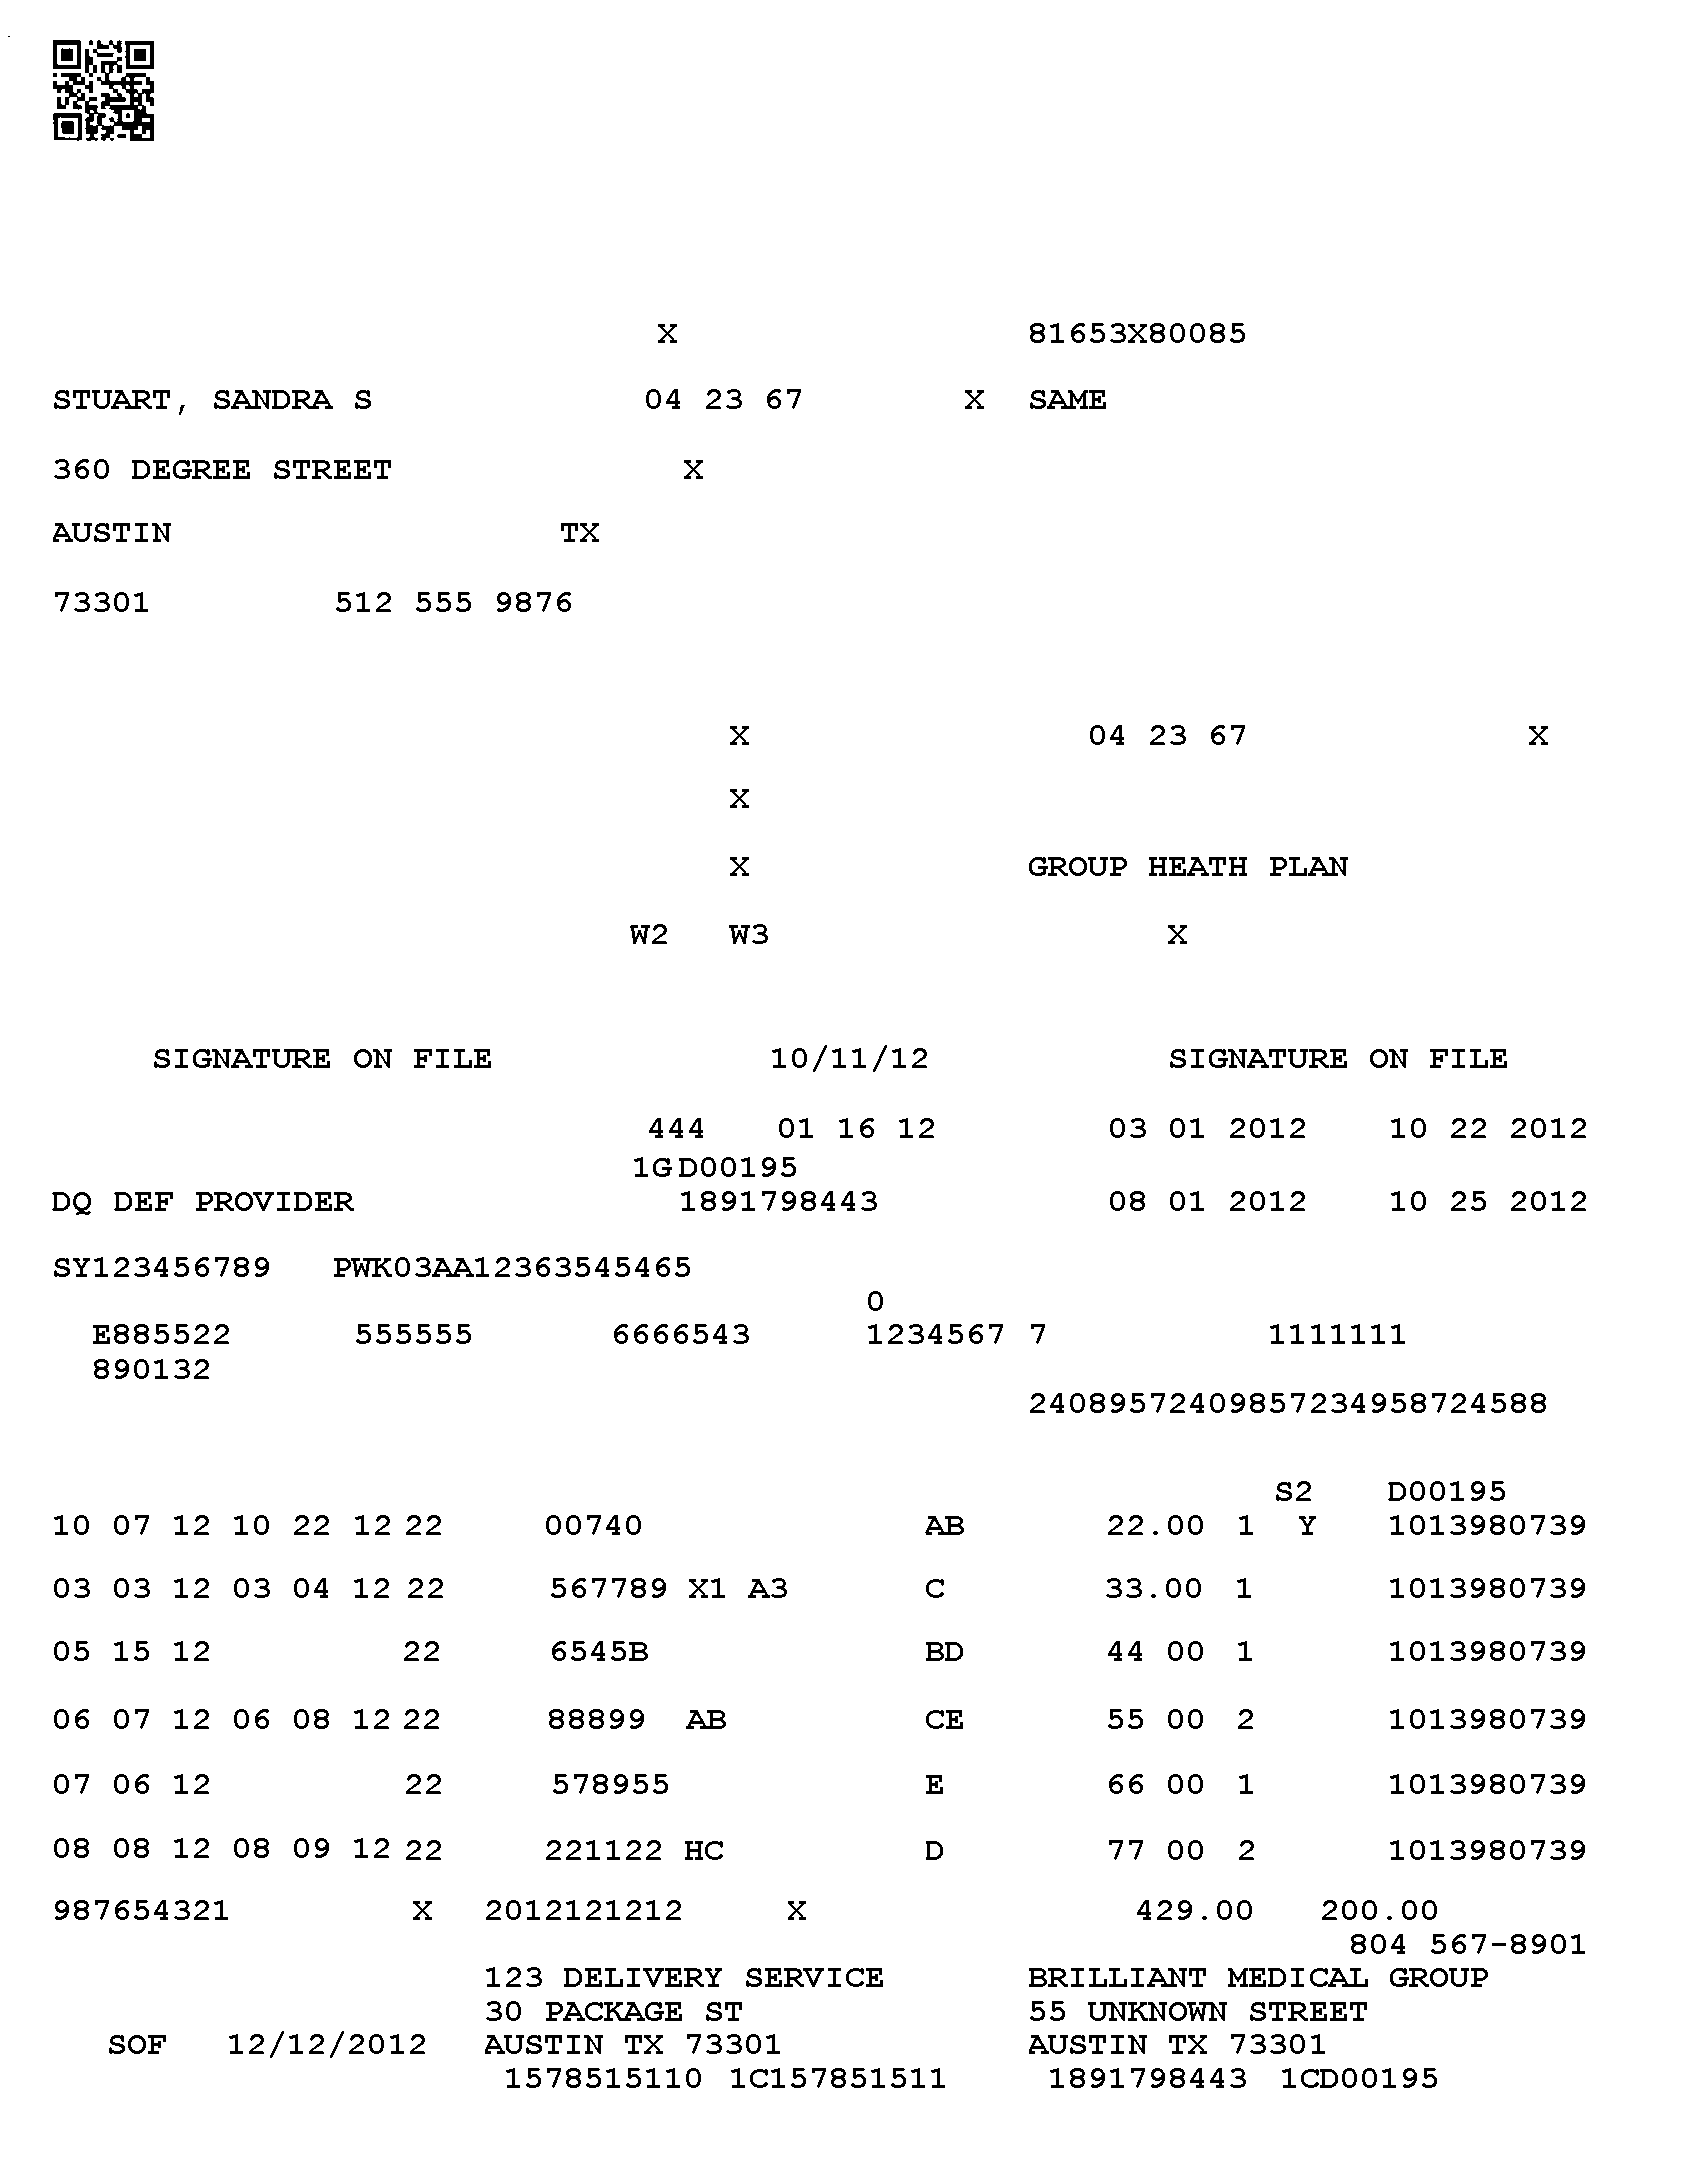 X 81653X80085
STUART, SANDRA S 04 23 67 X SAME
360 DEGREE STREET X
AUSTIN TX
73301 512 555 9876
X 04 23 67 X
X
X GROUP HEATH PLAN
W2 W3 X
SIGNATURE ON FILE 10/11/12 SIGNATURE ON FILE
444 01 16 12 03 01 2012 10 22 2012
1GD00195
DQ DEF PROVIDER 1891798443 08 01 2012 10 25 2012
SY123456789 PWK03AA12363545465
0
E885522 555555 6666543 1234567 7 1111111
890132
24089572409857234958724588
S2 D00195
10 07 12 10 22 12 22 00740 AB 22.00 1 Y 1013980739
03 03 12 03 04 12 22 567789 X1 A3 C 33.00 1 1013980739
05 15 12 22 6545B BD 44 00 1 1013980739
06 07 12 06 08 12 22 88899 AB CE 55 00 2 1013980739
07 06 12 22 578955 E 66 00 1 1013980739
08 08 12 08 09 12 22 221122 HC D 77 00 2 1013980739
987654321 X 2012121212 X 429.00 200.00
804 567-8901
123 DELIVERY SERVICE BRILLIANT MEDICAL GROUP
30 PACKAGE ST 55 UNKNOWN STREET
SOF 12/12/2012 AUSTIN TX 73301 AUSTIN TX 73301
1578515110 1C157851511 1891798443 1CD00195